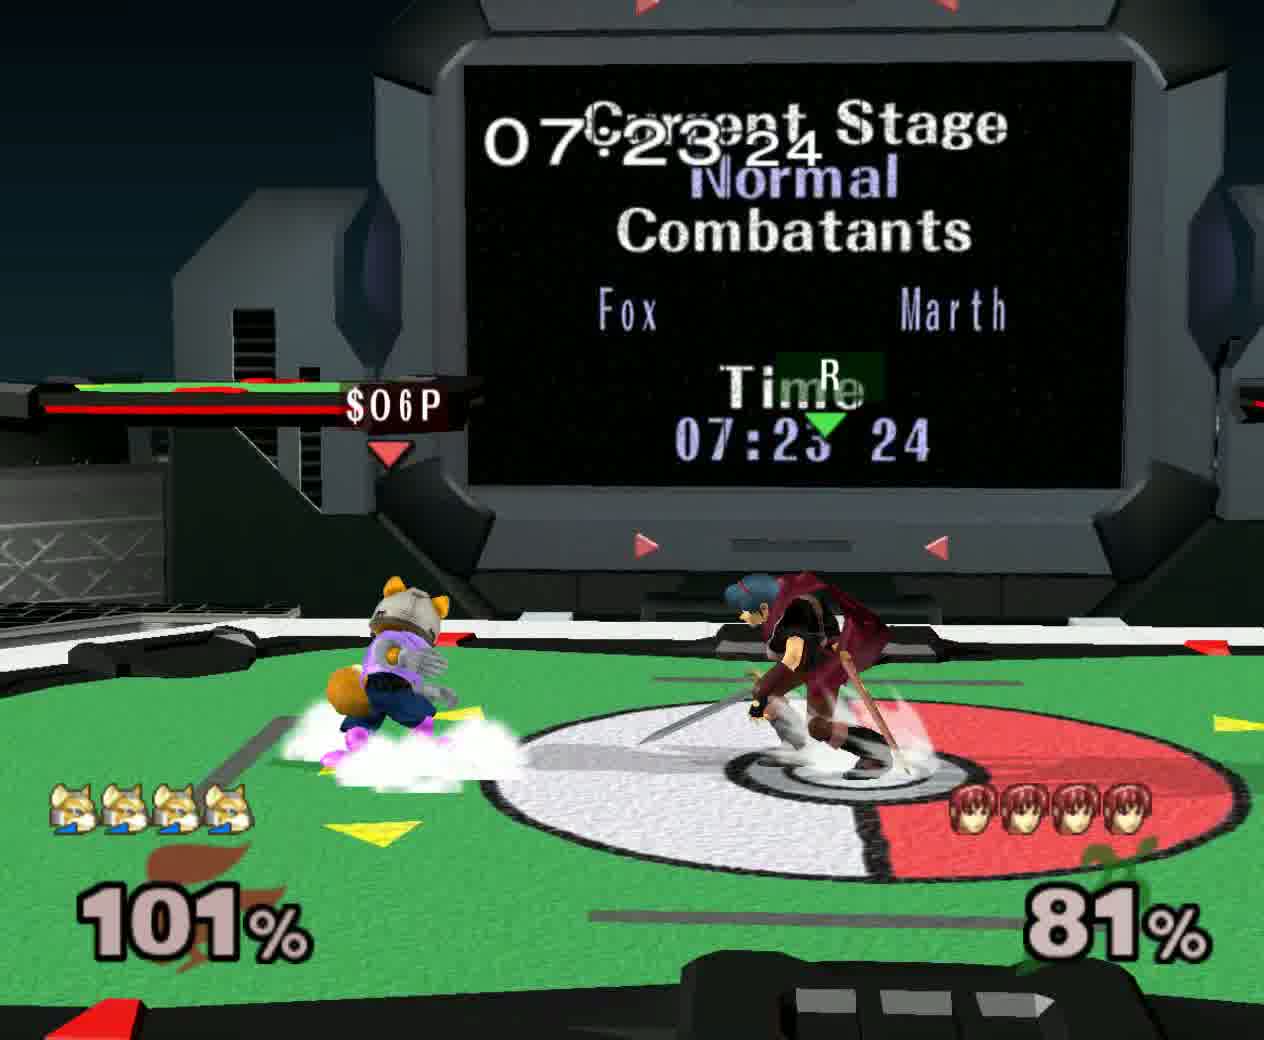 Current Stage
07:23 24
Normal
Combatants
Fox Marth
Time
R
$06P
07:23 24
101%
81%